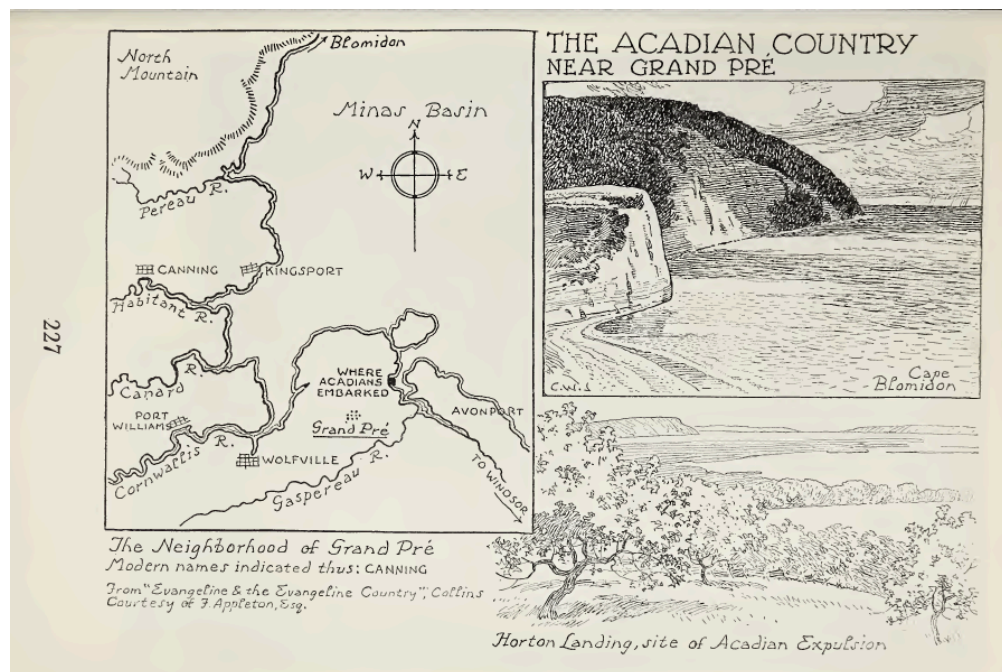 THE ACADIAN COUNTRY
NEAR GRAND PRÉ
North
Mountain
Blomidon
Minas Basin
N
W
E
Pereau R.
CANNING
KINGSPORT
Habitant R.
Canard R.
PORT
WILLIAMS
Cornwallis R.
WOLFVILLE
WHERE
ACADIANS
EMBARKED
Grand Pré
AVONPORT
Gaspereau R.
TO WINDSOR
The Neighborhood of Grand Pré
Modern names indicated thus: CANNING
From "Evangeline & the Evangeline Country", Collins
Courtesy of F. Appleton, Esq.
C.W.J
Cape
Blomidon
Horton Landing, site of Acadian Expulsion
227